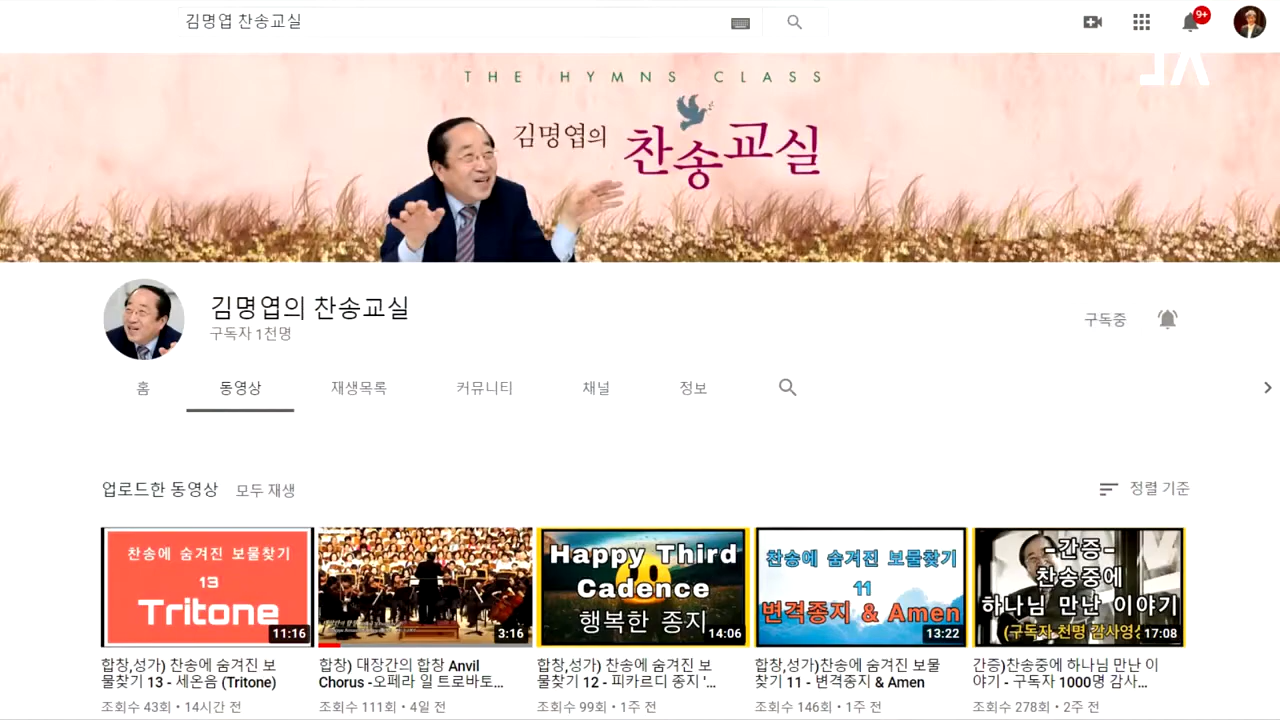 김명엽 찬송교실
9+
THE HYMNS CLASS
김명엽의 찬송교실
김명엽의 찬송교실
구독자 1천명
구독중
홈 동영상 재생목록 커뮤니티 채널 정보
업로드한 동영상 모두 재생
정렬 기준
찬송에 숨겨진 보물찾기
13
Tritone
11:16
3:16
Happy Third
Cadence
행복한 종지
14:06
찬송에 숨겨진 보물찾기
11
변격종지 & Amen
13:22
-간증-
찬송중에
하나님 만난 이야기
(구독자 천명 감사영상
17:08
합창,성가) 찬송에 숨겨진 보
물찾기 13 - 세온음 (Tritone)
조회수 43회 • 14시간 전
합창) 대장간의 합창 Anvil
Chorus -오페라 일 트로바토...
조회수 111회 • 4일 전
합창,성가) 찬송에 숨겨진 보
물찾기 12 - 피카르디 종지 '...
조회수 99회 • 1주 전
합창,성가)찬송에 숨겨진 보물
찾기 11 - 변격종지 & Amen
조회수 146회 • 1주 전
간증)찬송중에 하나님 만난 이
야기 - 구독자 1000명 감사...
조회수 278회 • 2주 전